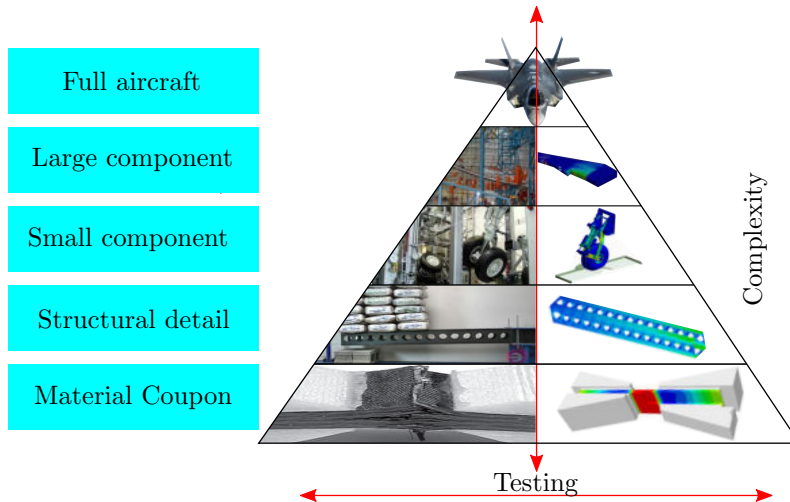 Full aircraft
Large component
Small component
Structural detail
Material Coupon
Complexity
Testing